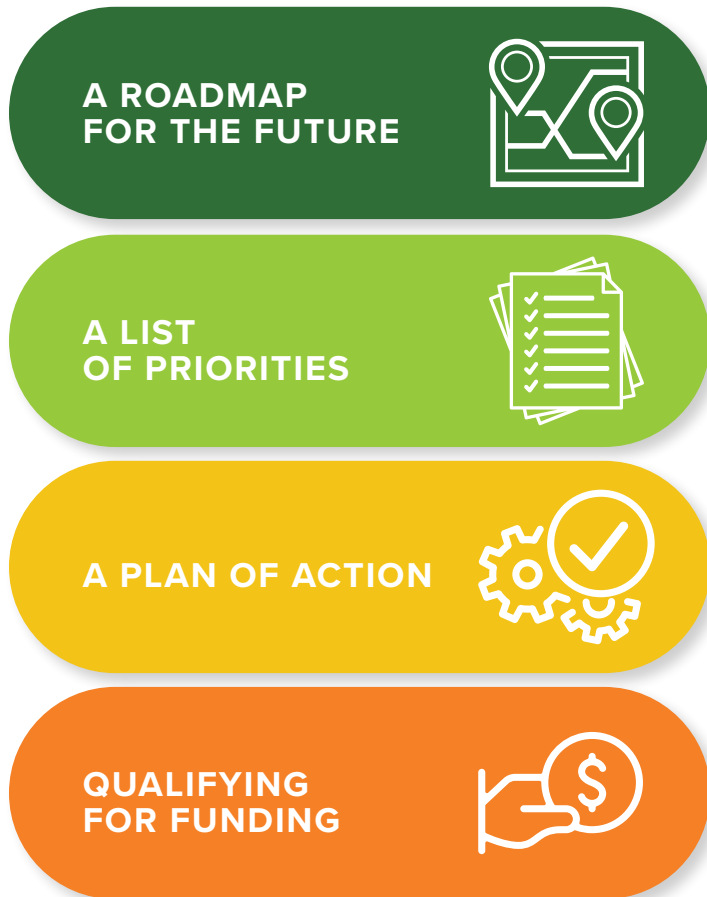 A ROADMAP
FOR THE FUTURE
A LIST
OF PRIORITIES
A PLAN OF ACTION
QUALIFYING
FOR FUNDING
$